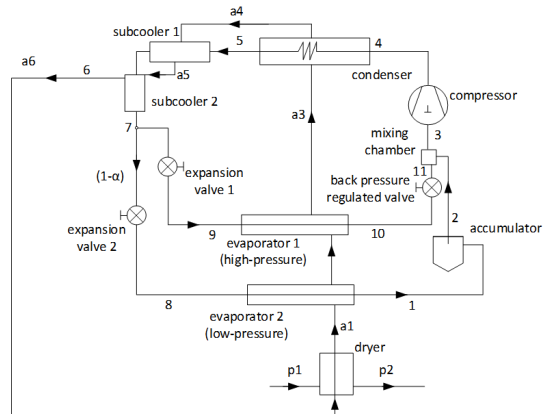 a4
subcooler 1
5
4
a6
6
a5
condenser
subcooler 2
compressor
7
a3
3
mixing
chamber
11
(1-α)
expansion
valve 1
back pressure
regulated valve
2
accumulator
expansion
valve 2
9
evaporator 1
(high-pressure)
10
8
evaporator 2
(low-pressure)
1
a1
dryer
p1
p2